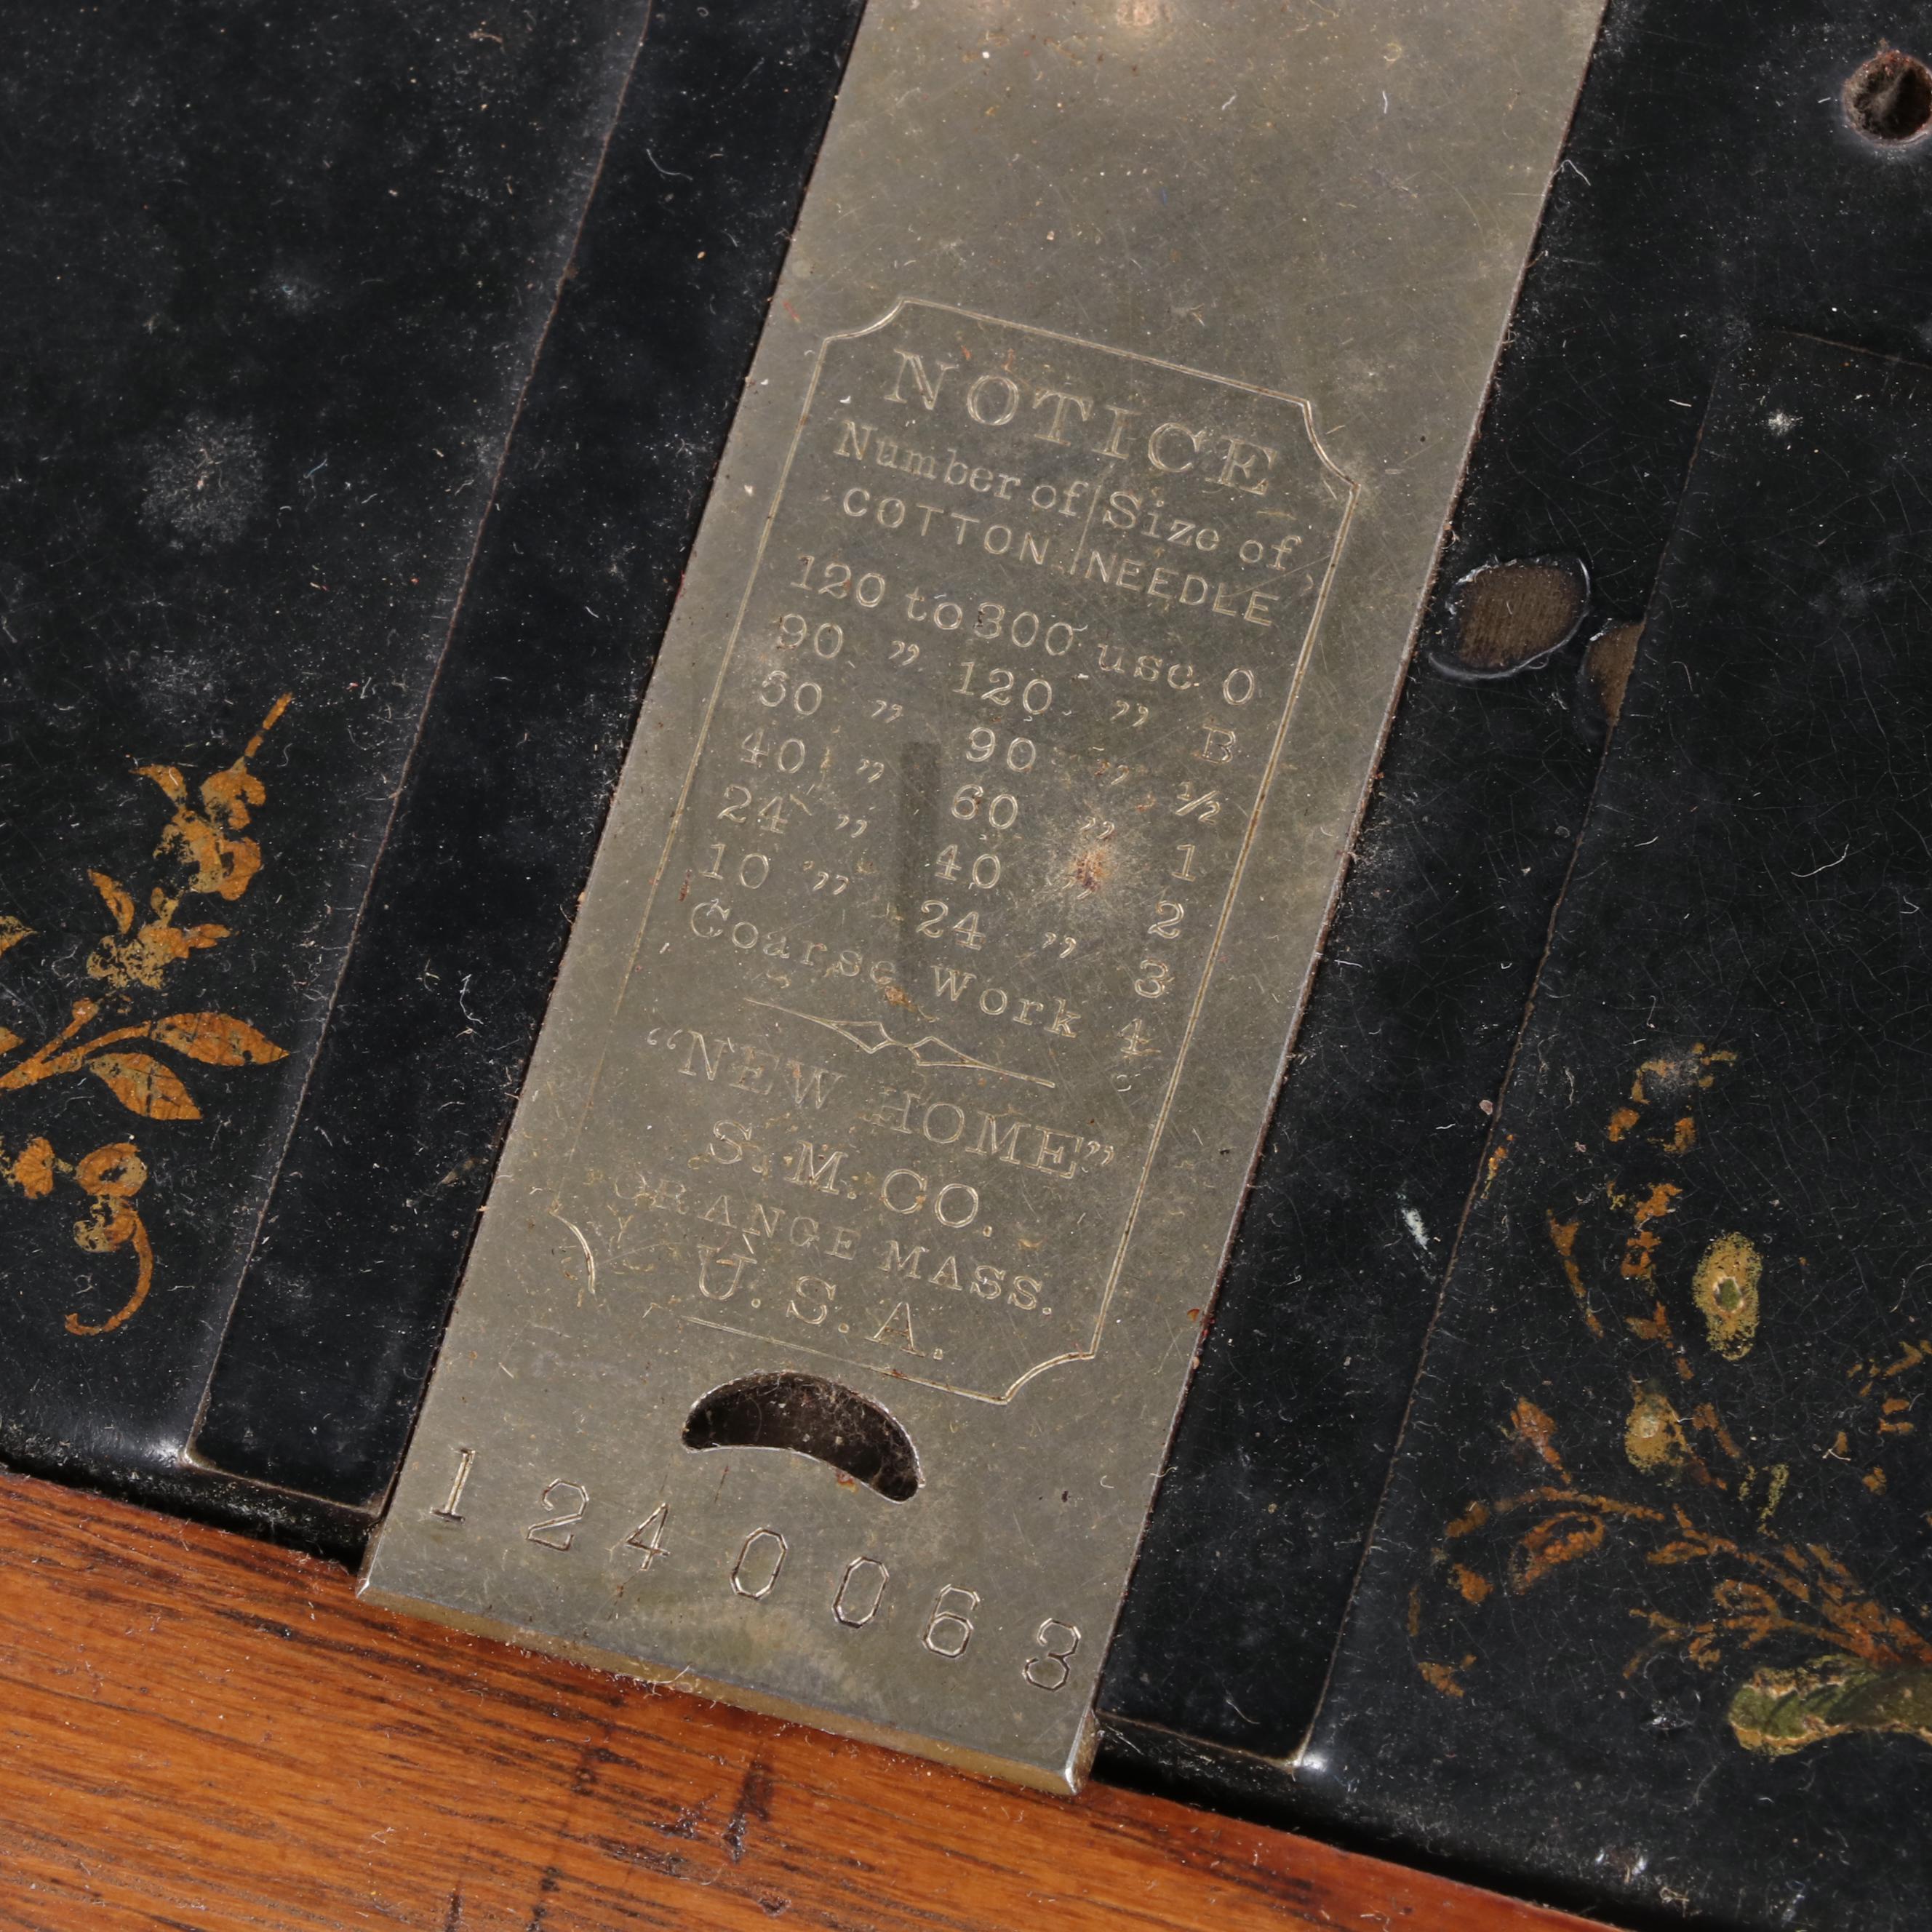 NOTICE
Number of Size of
COTTON NEEDLE
120 to 300 use 0
90 " 120 " B
60 " 90 " ½
40 " 60 " 1
24 " 40 " 2
10 " 24 " 3
Coarse Work 4
“NEW HOME”
S. M. CO.
ORANGE MASS.
U. S. A.
1240063